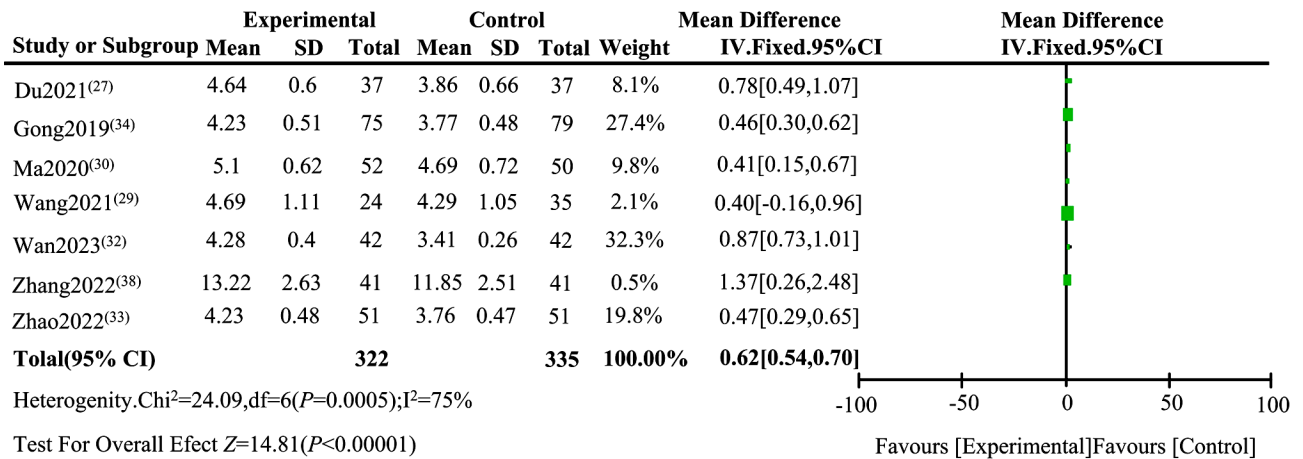 Experimental Control Mean Difference Mean Difference
Study or Subgroup Mean SD Total Mean SD Total Weight IV.Fixed.95%CI IV.Fixed.95%CI
Du2021(27) 4.64 0.6 37 3.86 0.66 37 8.1% 0.78[0.49,1.07]
Gong2019(34) 4.23 0.51 75 3.77 0.48 79 27.4% 0.46[0.30,0.62]
Ma2020(30) 5.1 0.62 52 4.69 0.72 50 9.8% 0.41[0.15,0.67]
Wang2021(29) 4.69 1.11 24 4.29 1.05 35 2.1% 0.40[-0.16,0.96]
Wan2023(32) 4.28 0.4 42 3.41 0.26 42 32.3% 0.87[0.73,1.01]
Zhang2022(38) 13.22 2.63 41 11.85 2.51 41 0.5% 1.37[0.26,2.48]
Zhao2022(33) 4.23 0.48 51 3.76 0.47 51 19.8% 0.47[0.29,0.65]
Tolal(95% CI) 322 335 100.00% 0.62[0.54,0.70]
Heterogenity.Chi²=24.09,df=6(P=0.0005);I²=75%
-100 -50 0 50 100
Test For Overall Efect Z=14.81(P<0.00001)
Favours [Experimental]Favours [Control]